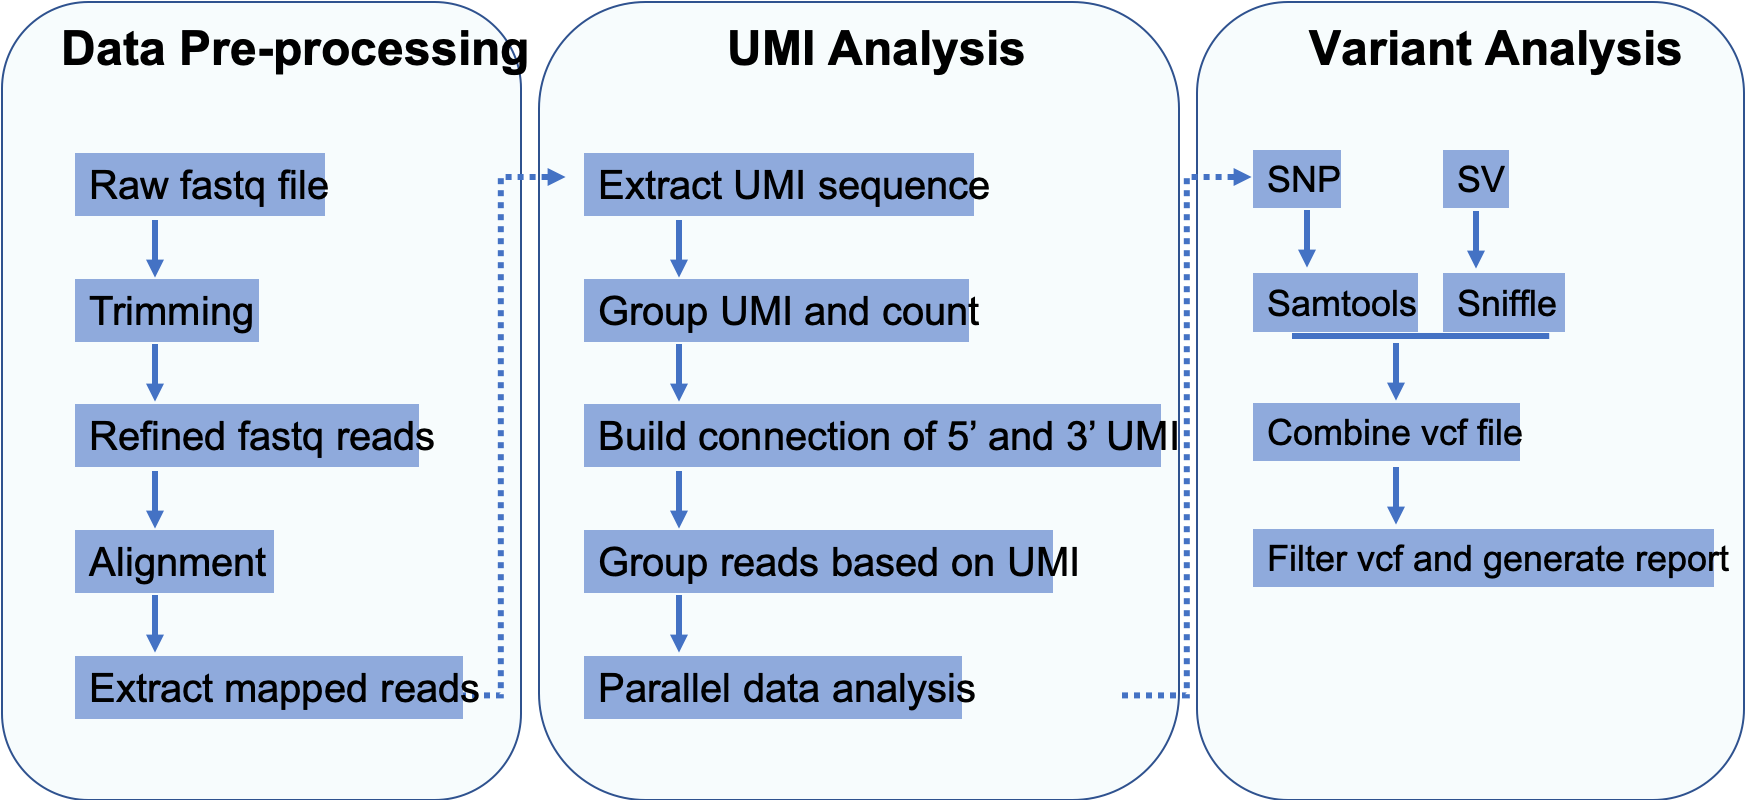 Data Pre-processing
Raw fastq file
Trimming
Refined fastq reads
Alignment
Extract mapped reads
UMI Analysis
Extract UMI sequence
Group UMI and count
Build connection of 5’ and 3’ UMI
Group reads based on UMI
Parallel data analysis
Variant Analysis
SNP
SV
Samtools
Sniffle
Combine vcf file
Filter vcf and generate report